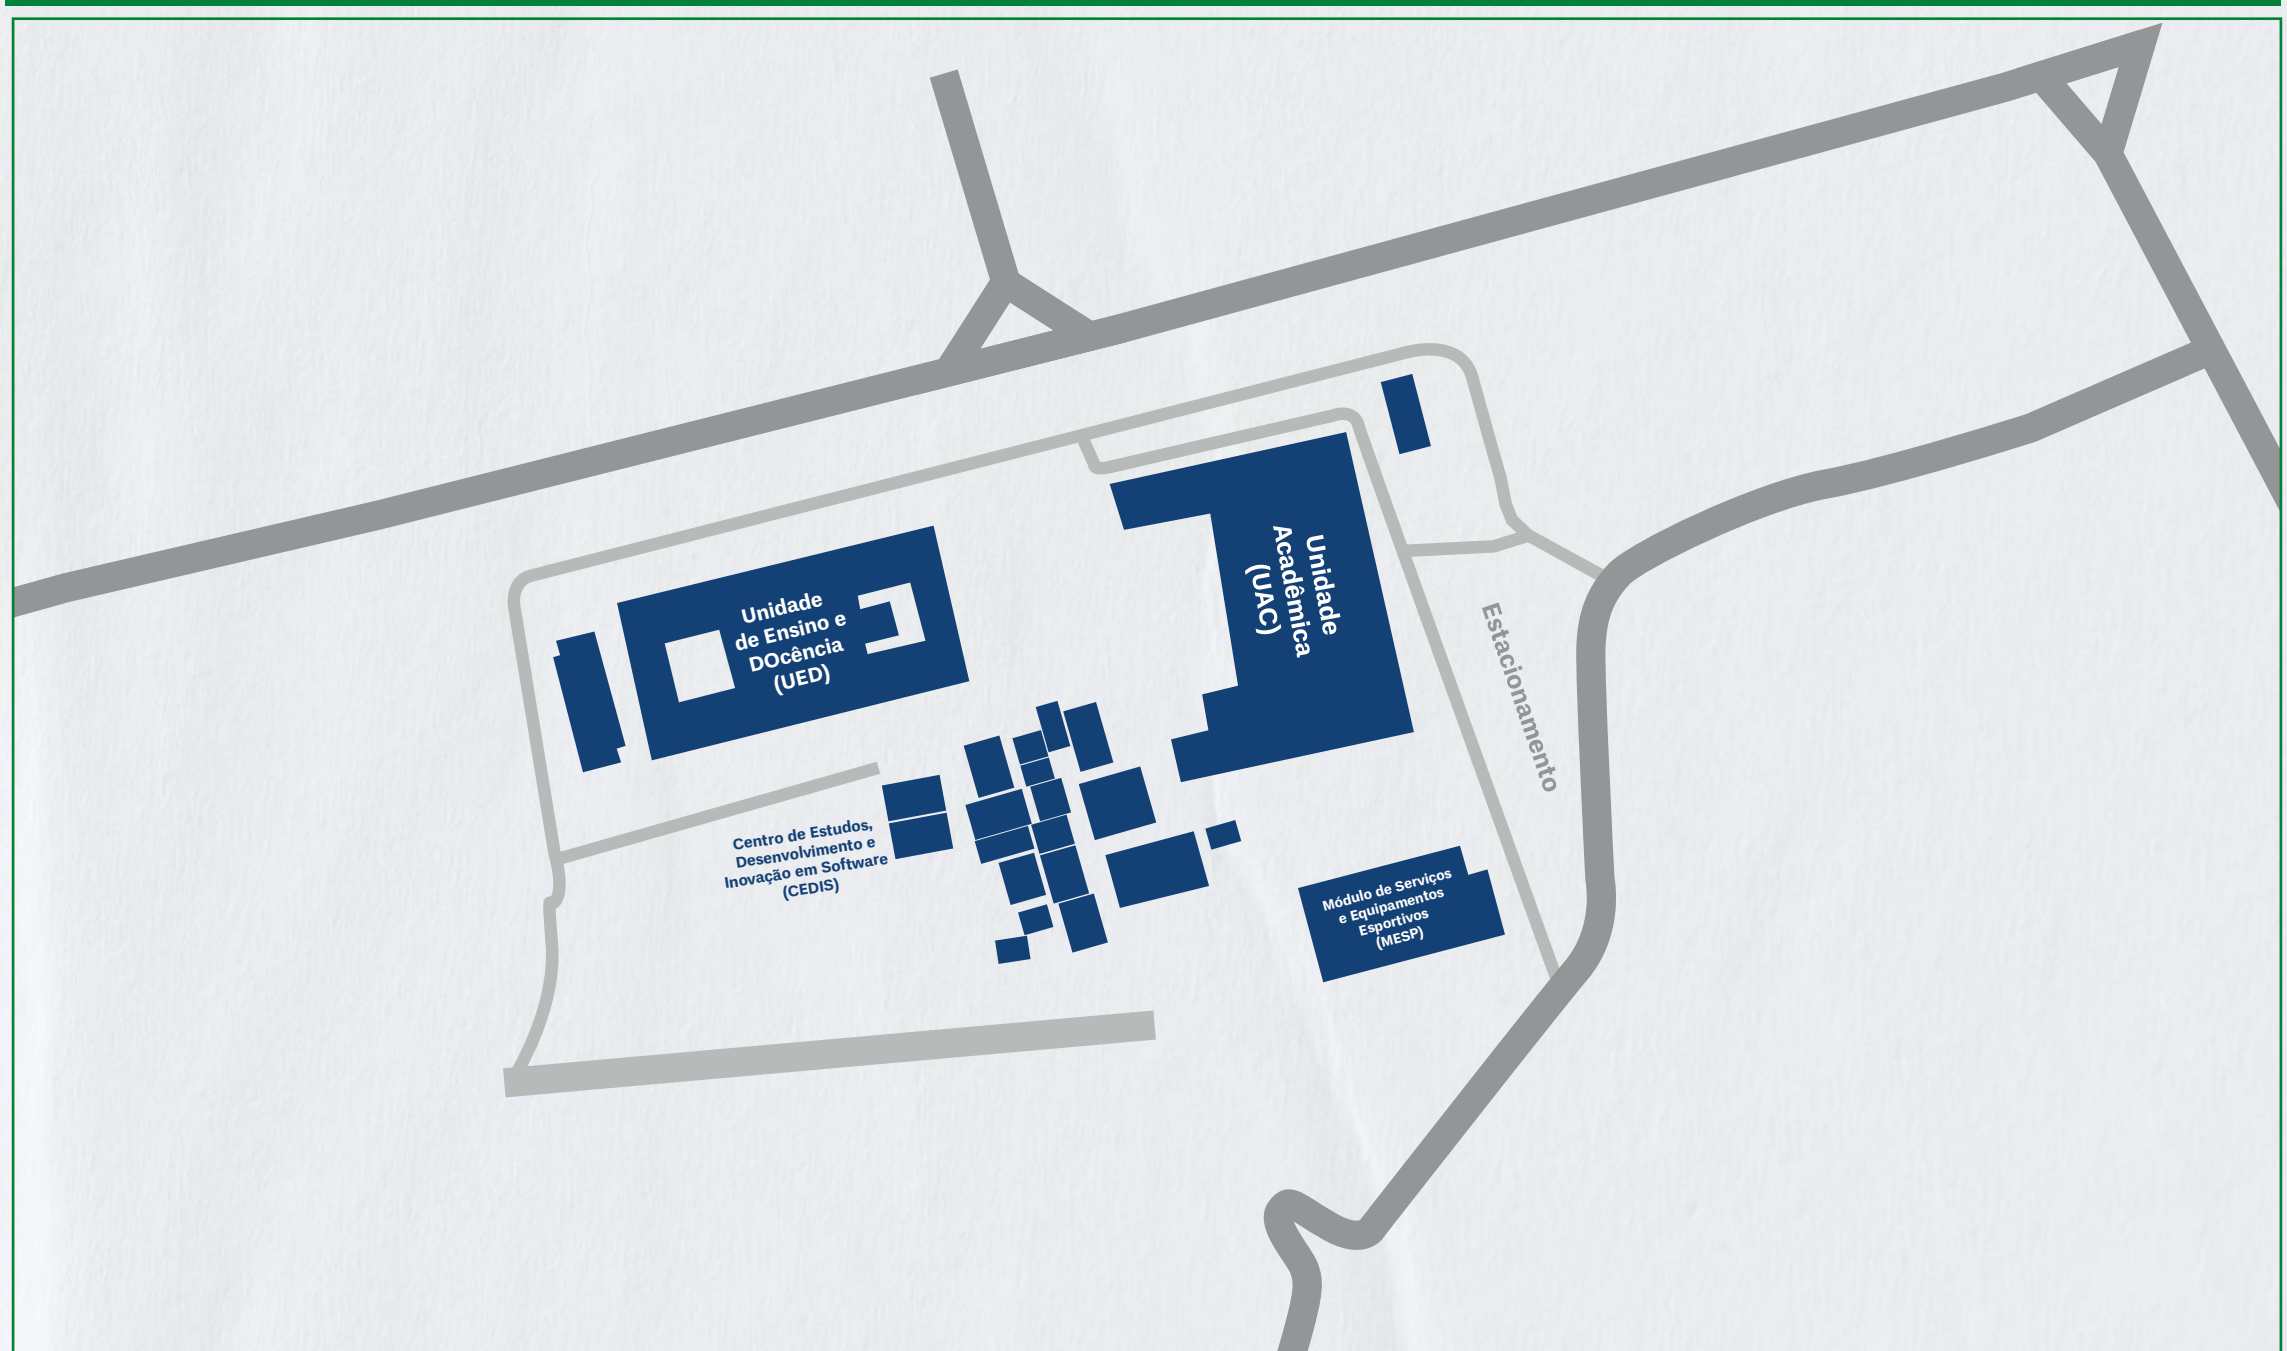 Unidade
de Ensino e
DOcência
(UED)
Unidade
Acadêmica
(UAC)
Estacionamento
Centro de Estudos,
Desenvolvimento e
Inovação em Software
(CEDIS)
Módulo de Serviços
e Equipamentos
Esportivos
(MESP)